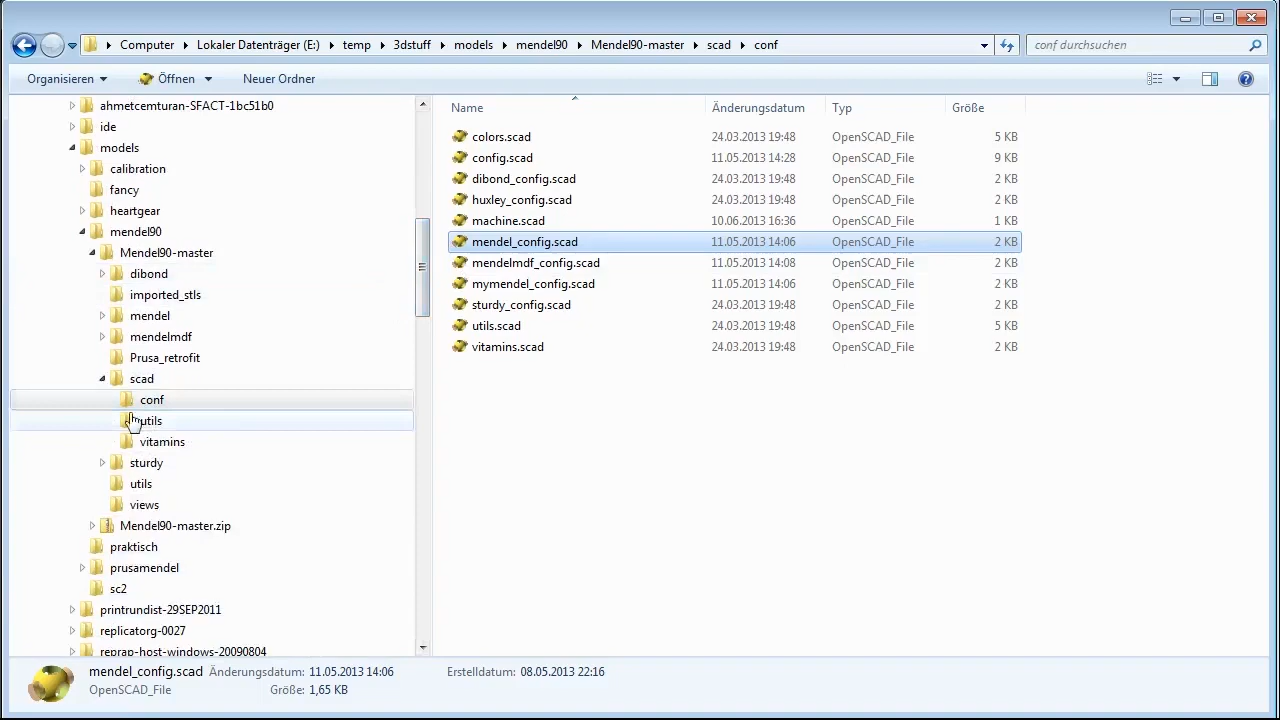 Computer Lokaler Datenträger (E:) temp 3dstuff models mendel90 Mendel90-master scad conf
conf durchsuchen
Organisieren Öffnen Neuer Ordner
ahmetcemturan-SFACT-1bc51b0
ide
models
calibration
fancy
heartgear
mendel90
Mendel90-master
dibond
imported_stls
mendel
mendelmdf
Prusa_retrofit
scad
conf
utils
vitamins
sturdy
utils
views
Mendel90-master.zip
praktisch
prusamendel
sc2
printrundist-29SEP2011
replicatorg-0027
reprap-host-windows-20090804
Name Änderungsdatum Typ Größe
colors.scad 24.03.2013 19:48 OpenSCAD_File 5 KB
config.scad 11.05.2013 14:28 OpenSCAD_File 9 KB
dibond_config.scad 24.03.2013 19:48 OpenSCAD_File 2 KB
huxley_config.scad 24.03.2013 19:48 OpenSCAD_File 2 KB
machine.scad 10.06.2013 16:36 OpenSCAD_File 1 KB
mendel_config.scad 11.05.2013 14:06 OpenSCAD_File 2 KB
mendelmdf_config.scad 11.05.2013 14:08 OpenSCAD_File 2 KB
mymendel_config.scad 11.05.2013 14:06 OpenSCAD_File 2 KB
sturdy_config.scad 24.03.2013 19:48 OpenSCAD_File 2 KB
utils.scad 24.03.2013 19:48 OpenSCAD_File 5 KB
vitamins.scad 24.03.2013 19:48 OpenSCAD_File 2 KB
mendel_config.scad Änderungsdatum: 11.05.2013 14:06 Erstelldatum: 08.05.2013 22:16
OpenSCAD_File Größe: 1,65 KB